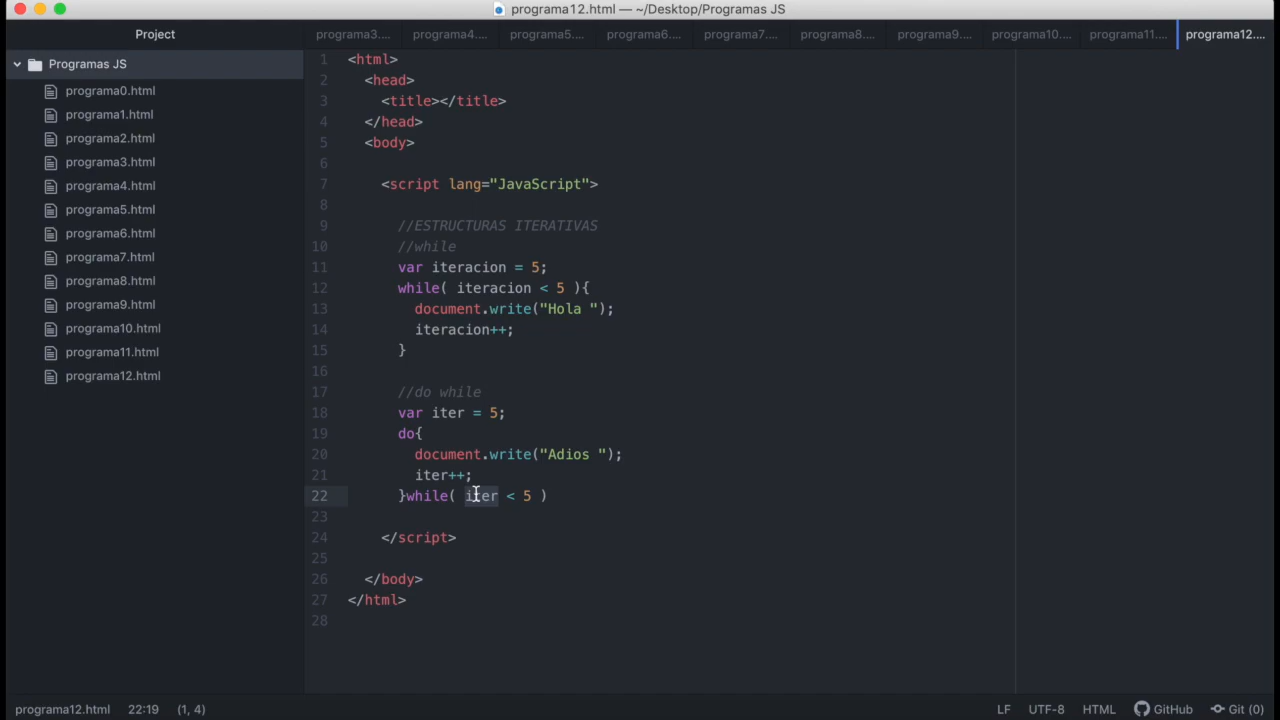 programa12.html — ~/Desktop/Programas JS
Project
programa3.... programa4.... programa5.... programa6.... programa7.... programa8.... programa9.... programa10.... programa11.... programa12....
Programas JS
programa0.html
programa1.html
programa2.html
programa3.html
programa4.html
programa5.html
programa6.html
programa7.html
programa8.html
programa9.html
programa10.html
programa11.html
programa12.html
1 <html>
2 <head>
3 <title></title>
4 </head>
5 <body>
6
7 <script lang="JavaScript">
8
9 //ESTRUCTURAS ITERATIVAS
10 //while
11 var iteracion = 5;
12 while( iteracion < 5 ){
13 document.write("Hola ");
14 iteracion++;
15 }
16
17 //do while
18 var iter = 5;
19 do{
20 document.write("Adios ");
21 iter++;
22 }while( iter < 5 )
23
24 </script>
25
26 </body>
27 </html>
28
programa12.html 22:19 (1, 4) LF UTF-8 HTML GitHub Git (0)